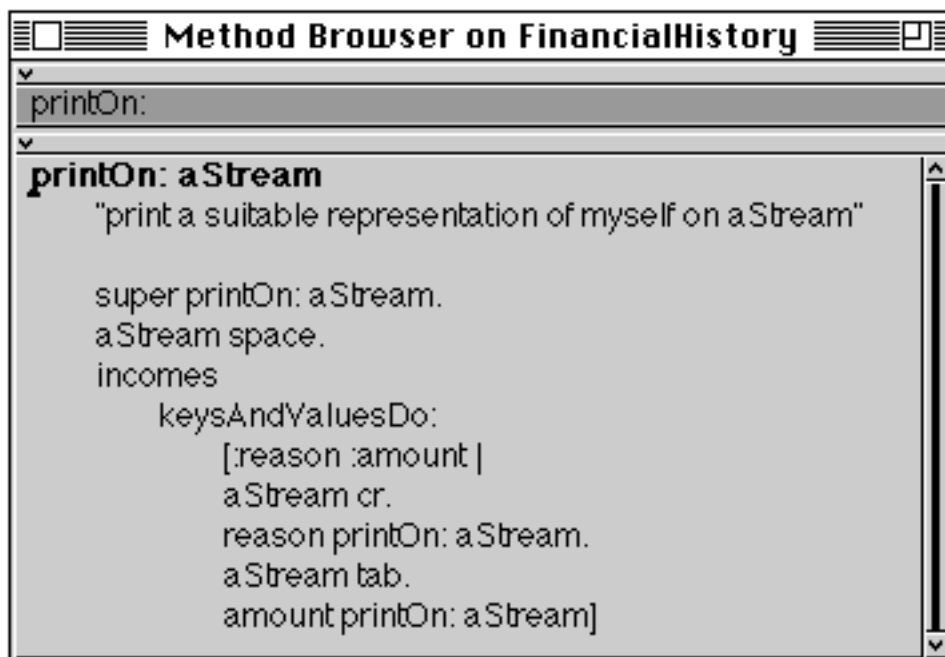 Method Browser on FinancialHistory
printOn:
printOn: aStream
"print a suitable representation of myself on aStream"
super printOn: aStream.
aStream space.
incomes
keysAndValuesDo:
[:reason :amount |
aStream cr.
reason printOn: aStream.
aStream tab.
amount printOn: aStream]